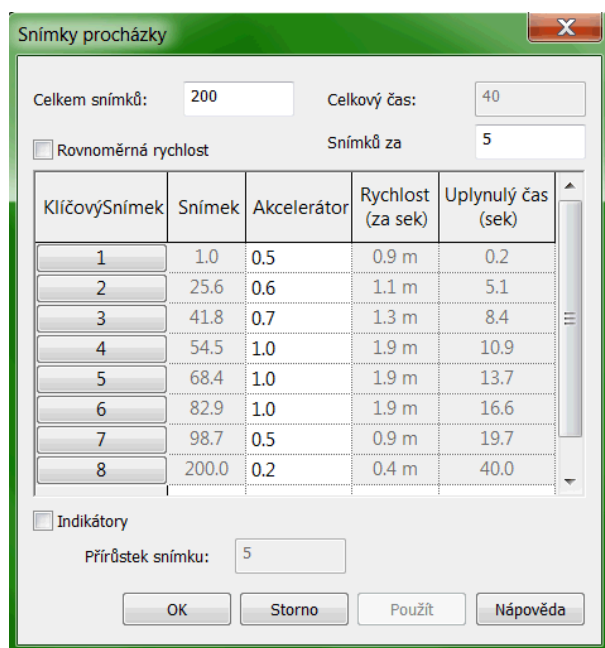 Snímky procházky
Celkem snímků: 200 Celkový čas: 40
Rovnoměrná rychlost Snímků za 5
KlíčovýSnímek Snímek Akcelerátor Rychlost (za sek) Uplynulý čas (sek)
1 1.0 0.5 0.9 m 0.2
2 25.6 0.6 1.1 m 5.1
3 41.8 0.7 1.3 m 8.4
4 54.5 1.0 1.9 m 10.9
5 68.4 1.0 1.9 m 13.7
6 82.9 1.0 1.9 m 16.6
7 98.7 0.5 0.9 m 19.7
8 200.0 0.2 0.4 m 40.0
Indikátory
Přírůstek snímku: 5
OK Storno Použít Nápověda